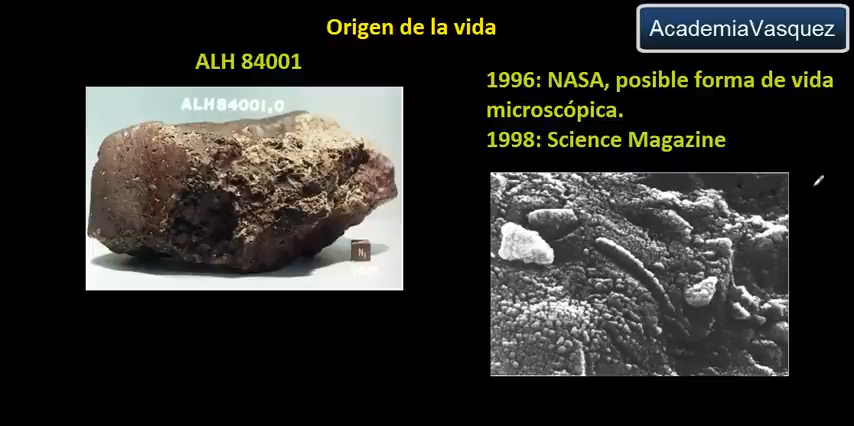 Origen de la vida
AcademiaVasquez
ALH 84001
1996: NASA, posible forma de vida
microscópica.
1998: Science Magazine
ALH84001,0
N₁